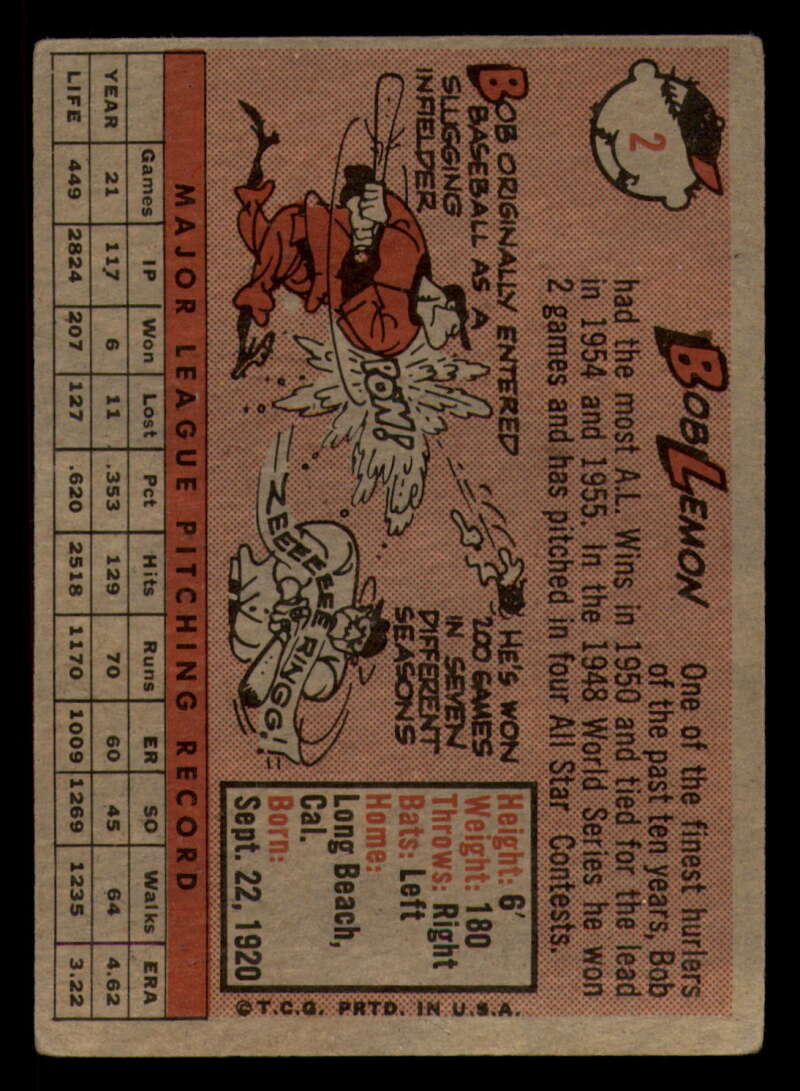 2
BOB LEMON
One of the finest hurlers
of the past ten years, Bob
had the most A.L. Wins in 1950 and tied for the lead
in 1954 and 1955. In the 1948 World Series he won
2 games and has pitched in four All Star Contests.
BOB ORIGINALLY ENTERED
BASEBALL AS A
SLUGGING
INFIELDER
POW!
HE'S WON
200 GAMES
IN SEVEN
DIFFERENT
SEASONS
ZEEEEEEE RINGG!!
Height: 6'
Weight: 180
Throws: Right
Bats: Left
Home:
Long Beach,
Cal.
Born:
Sept. 22, 1920
©T.C.G. PRTD. IN U.S.A.
MAJOR LEAGUE PITCHING RECORD
Games IP Won Lost Pct Hits Runs ER SO Walks ERA
YEAR 21 117 6 11 .353 129 70 60 45 64 4.62
LIFE 449 2824 207 127 .620 2518 1170 1009 1269 1235 3.22